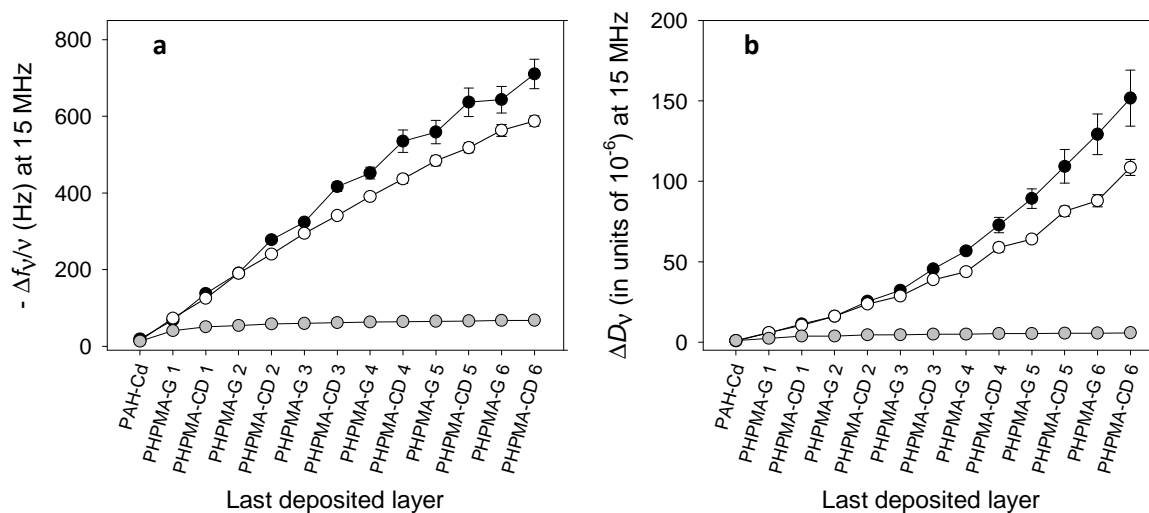 a
- Δf_ν/ν (Hz) at 15 MHz
800
600
400
200
0
PAH-Cd
PHPMA-G 1
PHPMA-CD 1
PHPMA-G 2
PHPMA-CD 2
PHPMA-G 3
PHPMA-CD 3
PHPMA-G 4
PHPMA-CD 4
PHPMA-G 5
PHPMA-CD 5
PHPMA-G 6
PHPMA-CD 6
Last deposited layer
b
ΔD_ν (in units of 10^-6) at 15 MHz
200
150
100
50
0
PAH-Cd
PHPMA-G 1
PHPMA-CD 1
PHPMA-G 2
PHPMA-CD 2
PHPMA-G 3
PHPMA-CD 3
PHPMA-G 4
PHPMA-CD 4
PHPMA-G 5
PHPMA-CD 5
PHPMA-G 6
PHPMA-CD 6
Last deposited layer